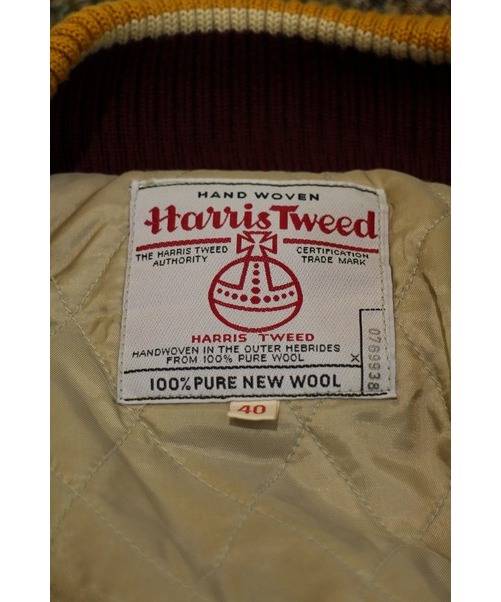 HAND WOVEN
Harris Tweed
THE HARRIS TWEED AUTHORITY
CERTIFICATION TRADE MARK
HARRIS TWEED
HANDWOVEN IN THE OUTER HEBRIDES
FROM 100% PURE WOOL
X
0769938
100% PURE NEW WOOL
40